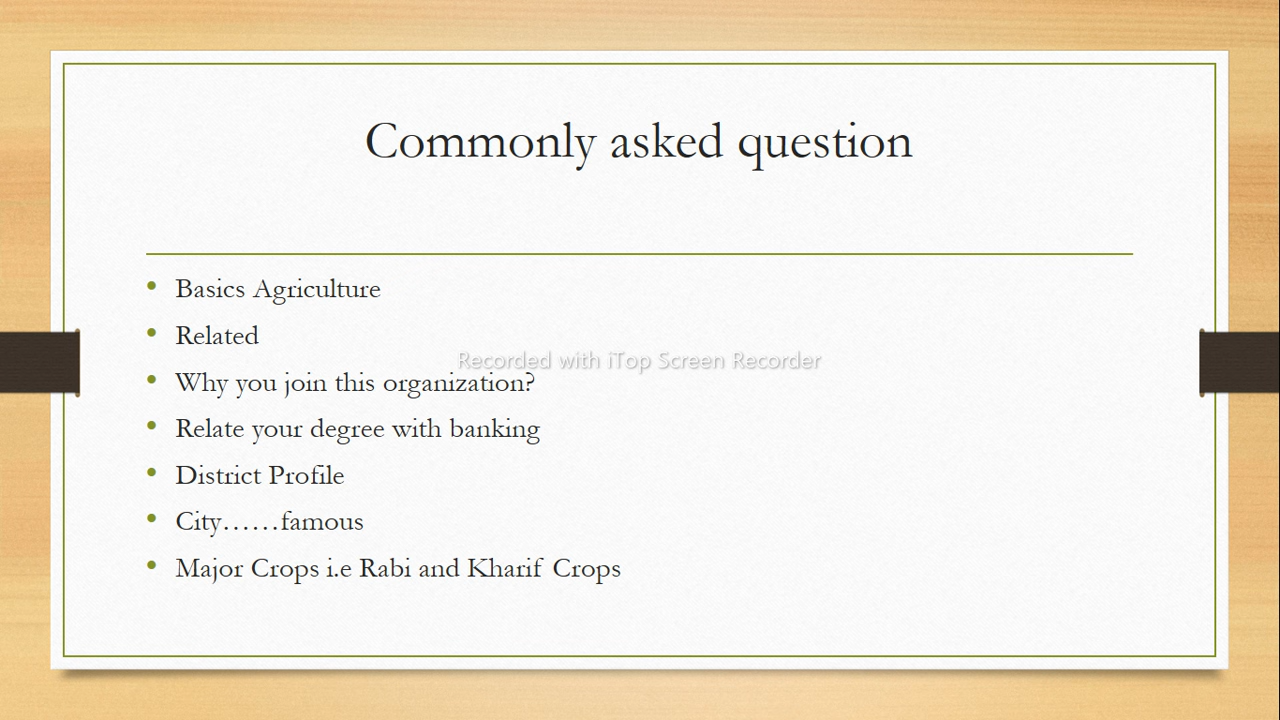 Commonly asked question
• Basics Agriculture
• Related
Recorded with iTop Screen Recorder
• Why you join this organization?
• Relate your degree with banking
• District Profile
• City……famous
• Major Crops i.e Rabi and Kharif Crops